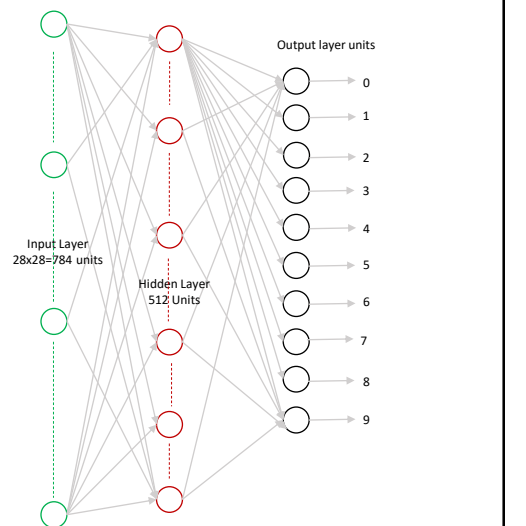 Output layer units
0
1
2
3
4
5
6
7
8
9
Input Layer
28x28=784 units
Hidden Layer
512 Units